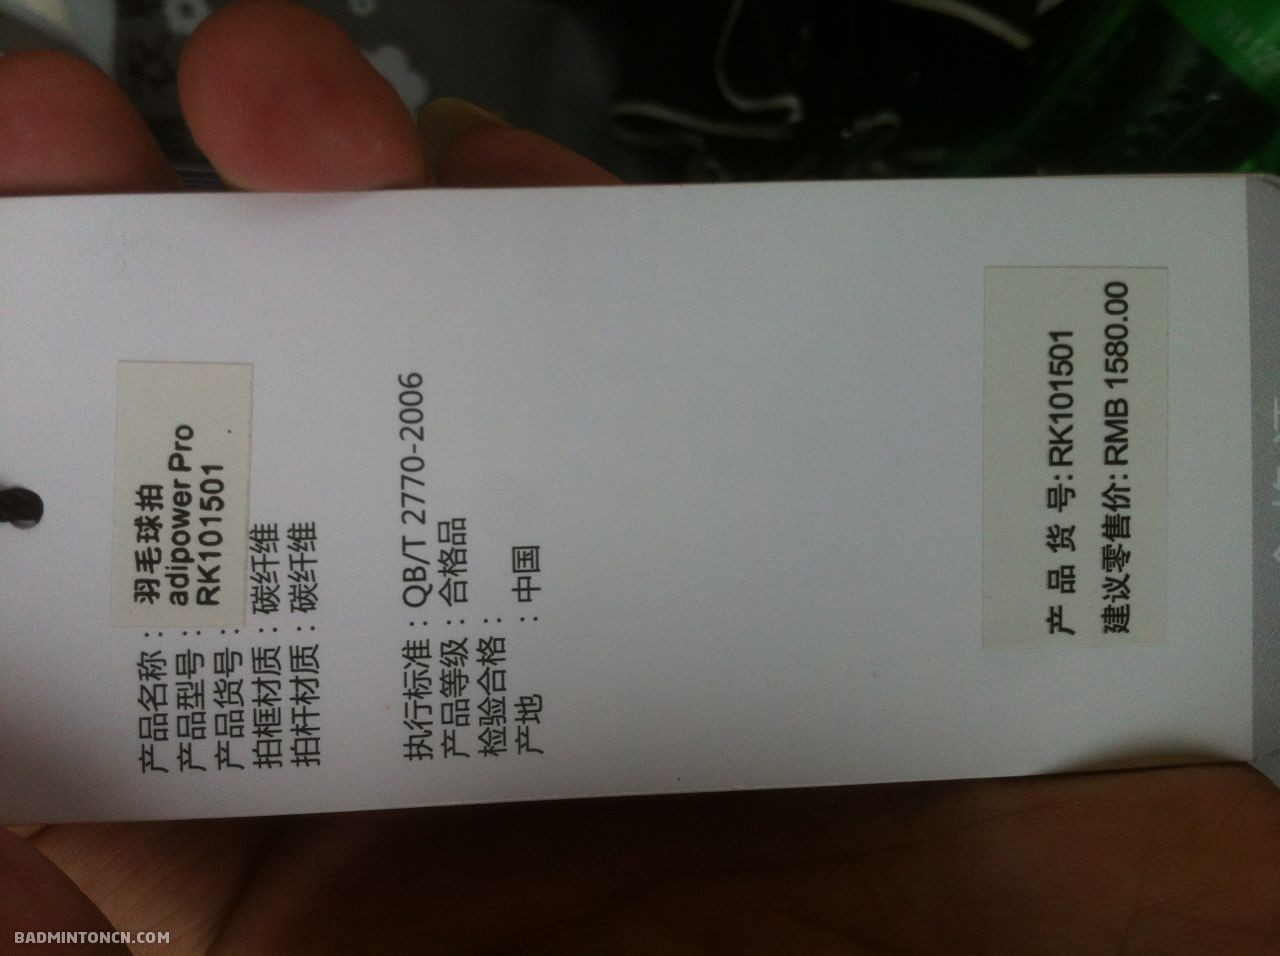 产品名称：羽毛球拍
产品型号：adipower Pro
产品货号：RK101501
拍框材质：碳纤维
拍杆材质：碳纤维
执行标准：QB/T 2770-2006
产品等级：合格品
检验合格：
产地　　：中国
产 品 货 号: RK101501
建议零售价: RMB 1580.00
BADMINTONCN.COM